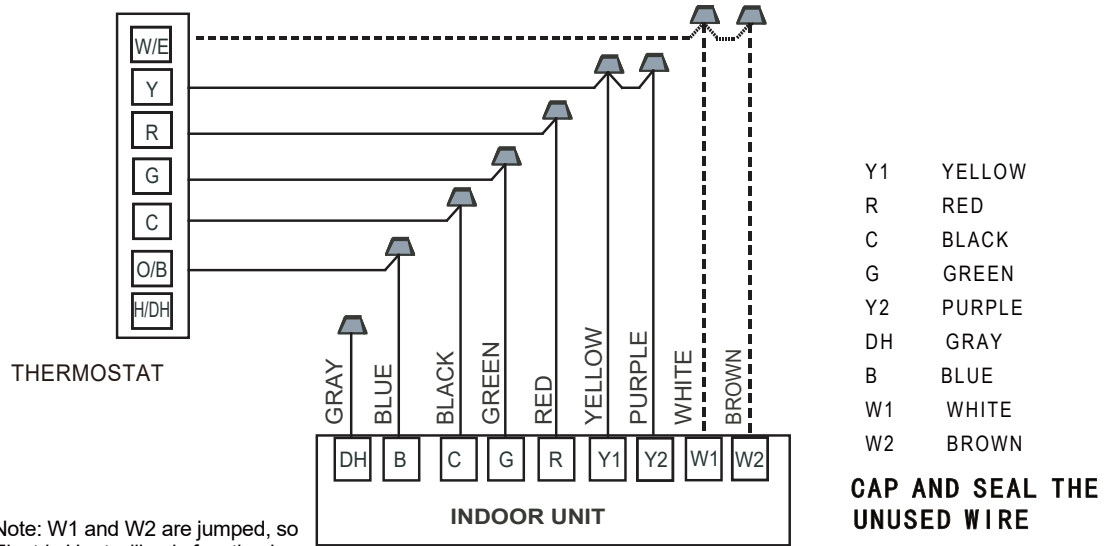 W/E
Y
R
G
C
O/B
H/DH
THERMOSTAT
GRAY
BLUE
BLACK
GREEN
RED
YELLOW
PURPLE
WHITE
BROWN
DH B C G R Y1 Y2 W1 W2
INDOOR UNIT
Y1 YELLOW
R RED
C BLACK
G GREEN
Y2 PURPLE
DH GRAY
B BLUE
W1 WHITE
W2 BROWN
CAP AND SEAL THE
UNUSED WIRE
Note: W1 and W2 are jumped, so